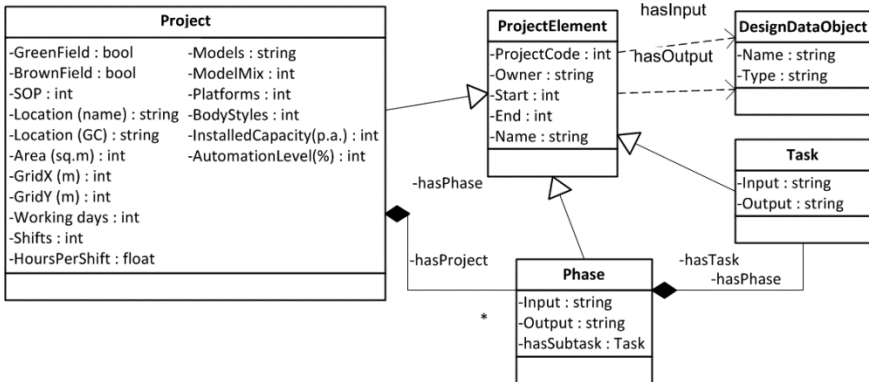 Project
-GreenField : bool
-BrownField : bool
-SOP : int
-Location (name) : string
-Location (GC) : string
-Area (sq.m) : int
-GridX (m) : int
-GridY (m) : int
-Working days : int
-Shifts : int
-HoursPerShift : float
-Models : string
-ModelMix : int
-Platforms : int
-BodyStyles : int
-InstalledCapacity(p.a.) : int
-AutomationLevel(%) : int
ProjectElement
-ProjectCode : int
-Owner : string
-Start : int
-End : int
-Name : string
hasInput
hasOutput
DesignDataObject
-Name : string
-Type : string
Task
-Input : string
-Output : string
-hasPhase
-hasProject
*
Phase
-Input : string
-Output : string
-hasSubtask : Task
-hasTask
-hasPhase